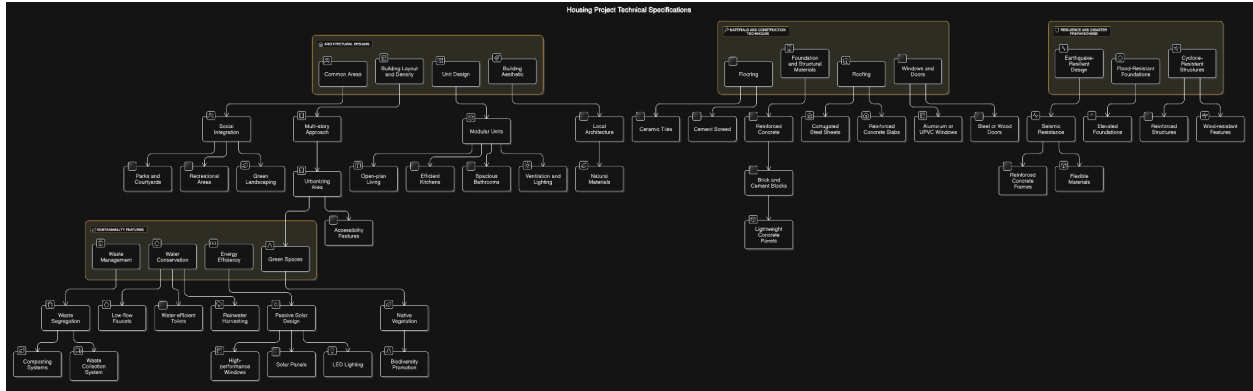 Housing Project Technical Specifications
ARCHITECTURAL DESIGNS
Common Areas
Building Layout
and Density
Unit Design
Building
Aesthetic
MATERIALS AND CONSTRUCTION
TECHNIQUES
Flooring
Foundation
and Structural
Materials
Roofing
Windows and
Doors
RESILIENCE AND DISASTER
PREPAREDNESS
Earthquake-
Resilient
Design
Flood-Resistant
Foundations
Cyclone-
Resistant
Structures
Social
Integration
Multi-story
Approach
Modular Units
Local
Architecture
Ceramic Tiles
Cement Screed
Reinforced
Concrete
Corrugated
Steel Sheets
Reinforced
Concrete Slabs
Aluminium or
UPVC Windows
Steel or Wood
Doors
Seismic
Resistance
Elevated
Foundations
Reinforced
Structures
Wind-resistant
Features
Parks and
Courtyards
Recreational
Areas
Green
Landscaping
Urbanizing
Area
Open-plan
Living
Efficient
Kitchens
Spacious
Bathrooms
Ventilation and
Lighting
Natural
Materials
Brick and
Cement Blocks
Reinforced
Concrete
Frames
Flexible
Materials
Accessibility
Features
Lightweight
Concrete
Panels
SUSTAINABILITY FEATURES
Waste
Management
Water
Conservation
Energy
Efficiency
Green Spaces
Waste
Segregation
Low-flow
Faucets
Water-efficient
Toilets
Rainwater
Harvesting
Passive Solar
Design
Native
Vegetation
Composting
Systems
Waste
Collection
System
High-
performance
Windows
Solar Panels
LED Lighting
Biodiversity
Promotion